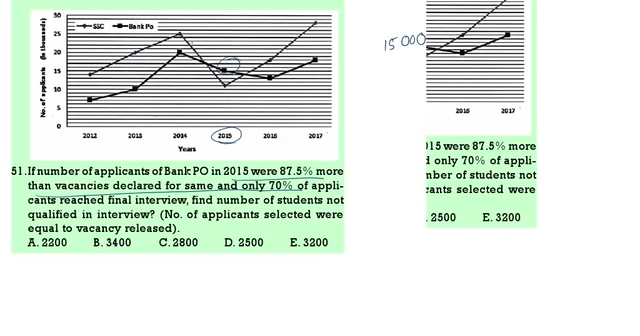 No. of applicants (in thousands)
30
25
20
15
10
5
0
SSC
Bank Po
2012
2013
2014
2015
2016
2017
Years
51.If number of applicants of Bank PO in 2015 were 87.5% more
than vacancies declared for same and only 70% of appli-
cants reached final interview, find number of students not
qualified in interview? (No. of applicants selected were
equal to vacancy released).
A. 2200 B. 3400 C. 2800 D. 2500 E. 3200
15000
2016 2017
015 were 87.5% more
d only 70% of appli-
mber of students not
cants selected were
. 2500 E. 3200